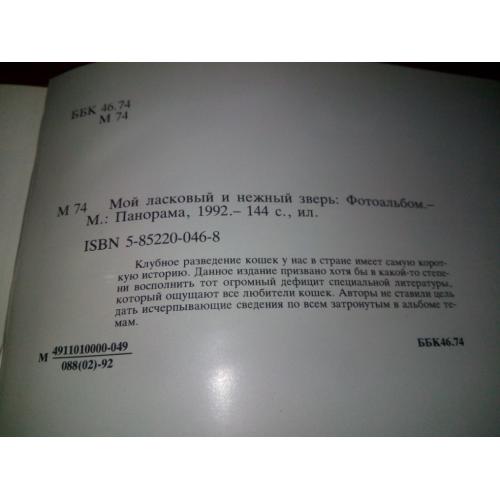 ББК 46.74
М 74
М 74 Мой ласковый и нежный зверь: Фотоальбом.–
М.: Панорама, 1992.– 144 с., ил.
ISBN 5-85220-046-8
Клубное разведение кошек у нас в стране имеет самую корот-
кую историю. Данное издание призвано хотя бы в какой-то степе-
ни восполнить тот огромный дефицит специальной литературы,
который ощущают все любители кошек. Авторы не ставили цель
дать исчерпывающие сведения по всем затронутым в альбоме те-
мам.
М 4911010000-049
088(02)-92
ББК46.74